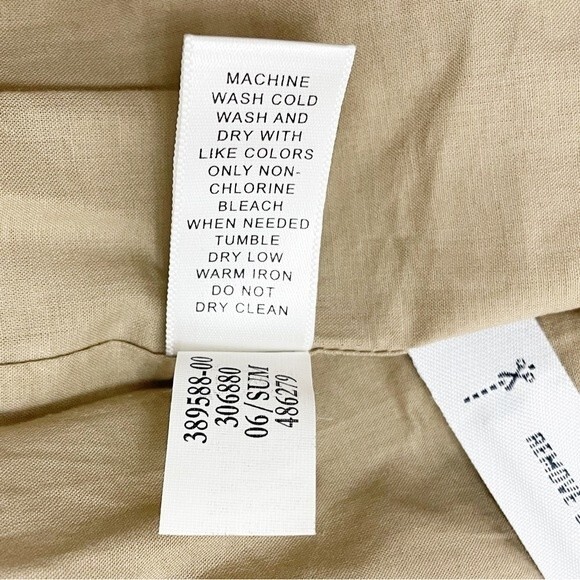 MACHINE
WASH COLD
WASH AND
DRY WITH
LIKE COLORS
ONLY NON-
CHLORINE
BLEACH
WHEN NEEDED
TUMBLE
DRY LOW
WARM IRON
DO NOT
DRY CLEAN
389588-00
306880
06/SUM
486279
REMOVE